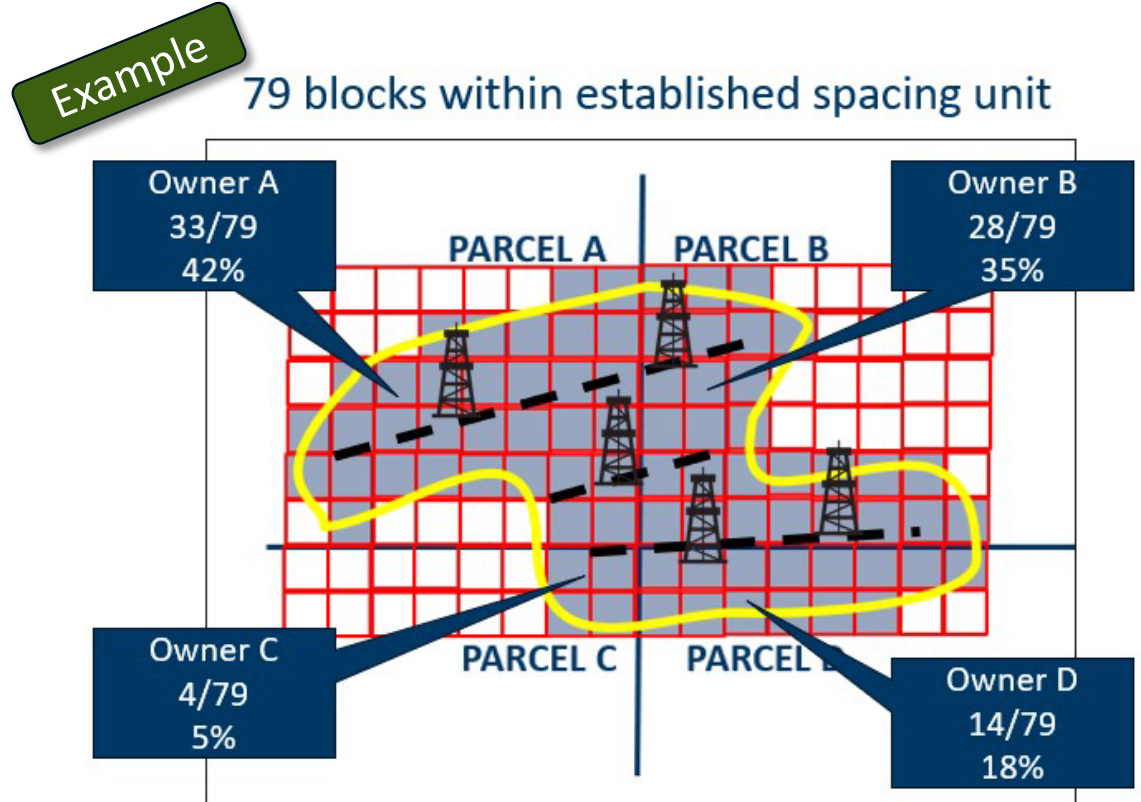 Example
79 blocks within established spacing unit
Owner A
33/79
42%
Owner B
28/79
35%
PARCEL A
PARCEL B
Owner C
4/79
5%
PARCEL C
PARCEL D
Owner D
14/79
18%